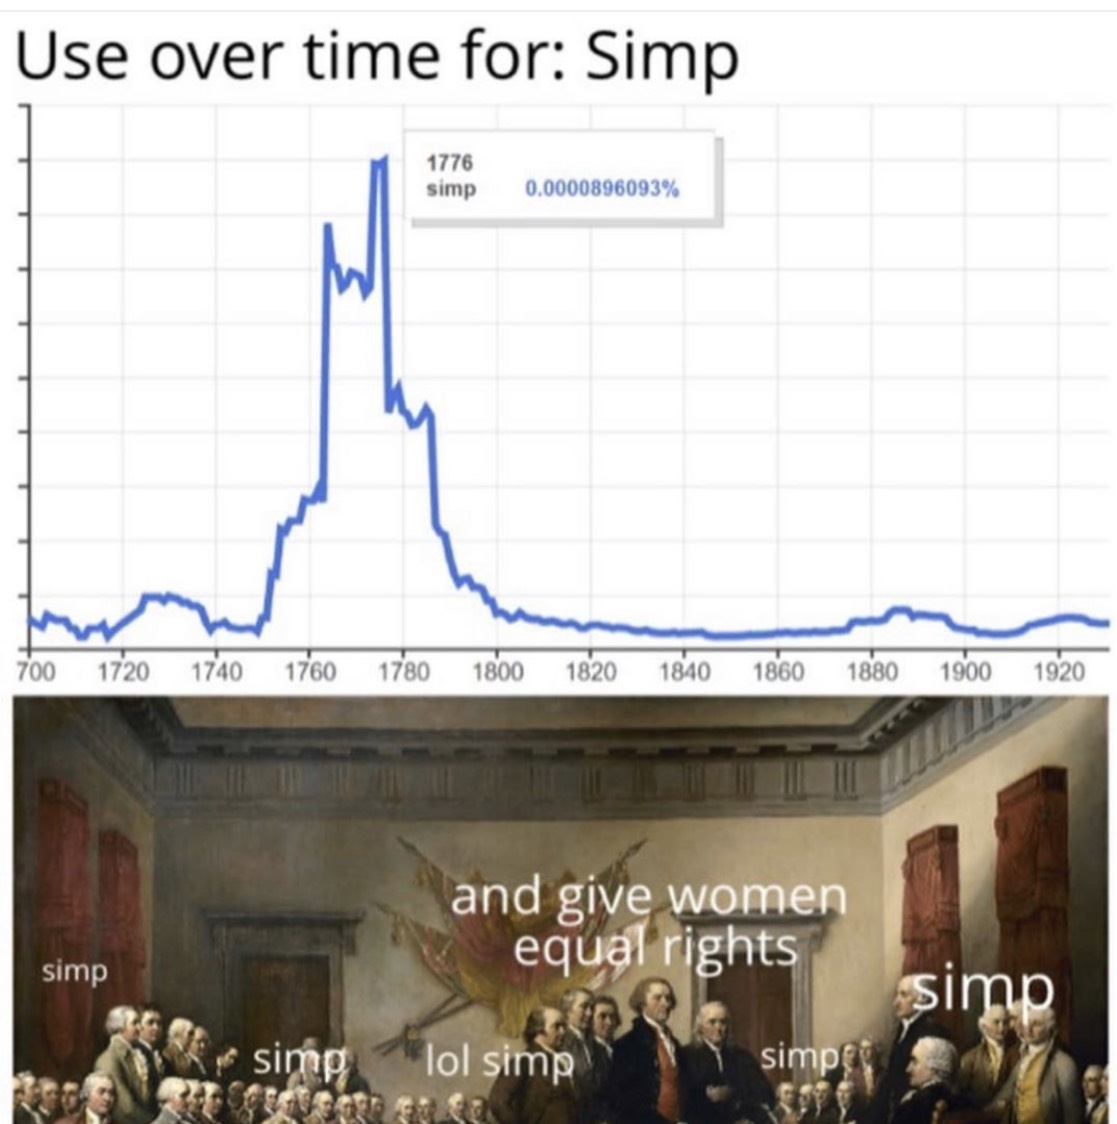 Use over time for: Simp
1776
simp 0.0000896093%
700 1720 1740 1760 1780 1800 1820 1840 1860 1880 1900 1920
and give women
equal rights
simp
simp
simp
lol simp
simp